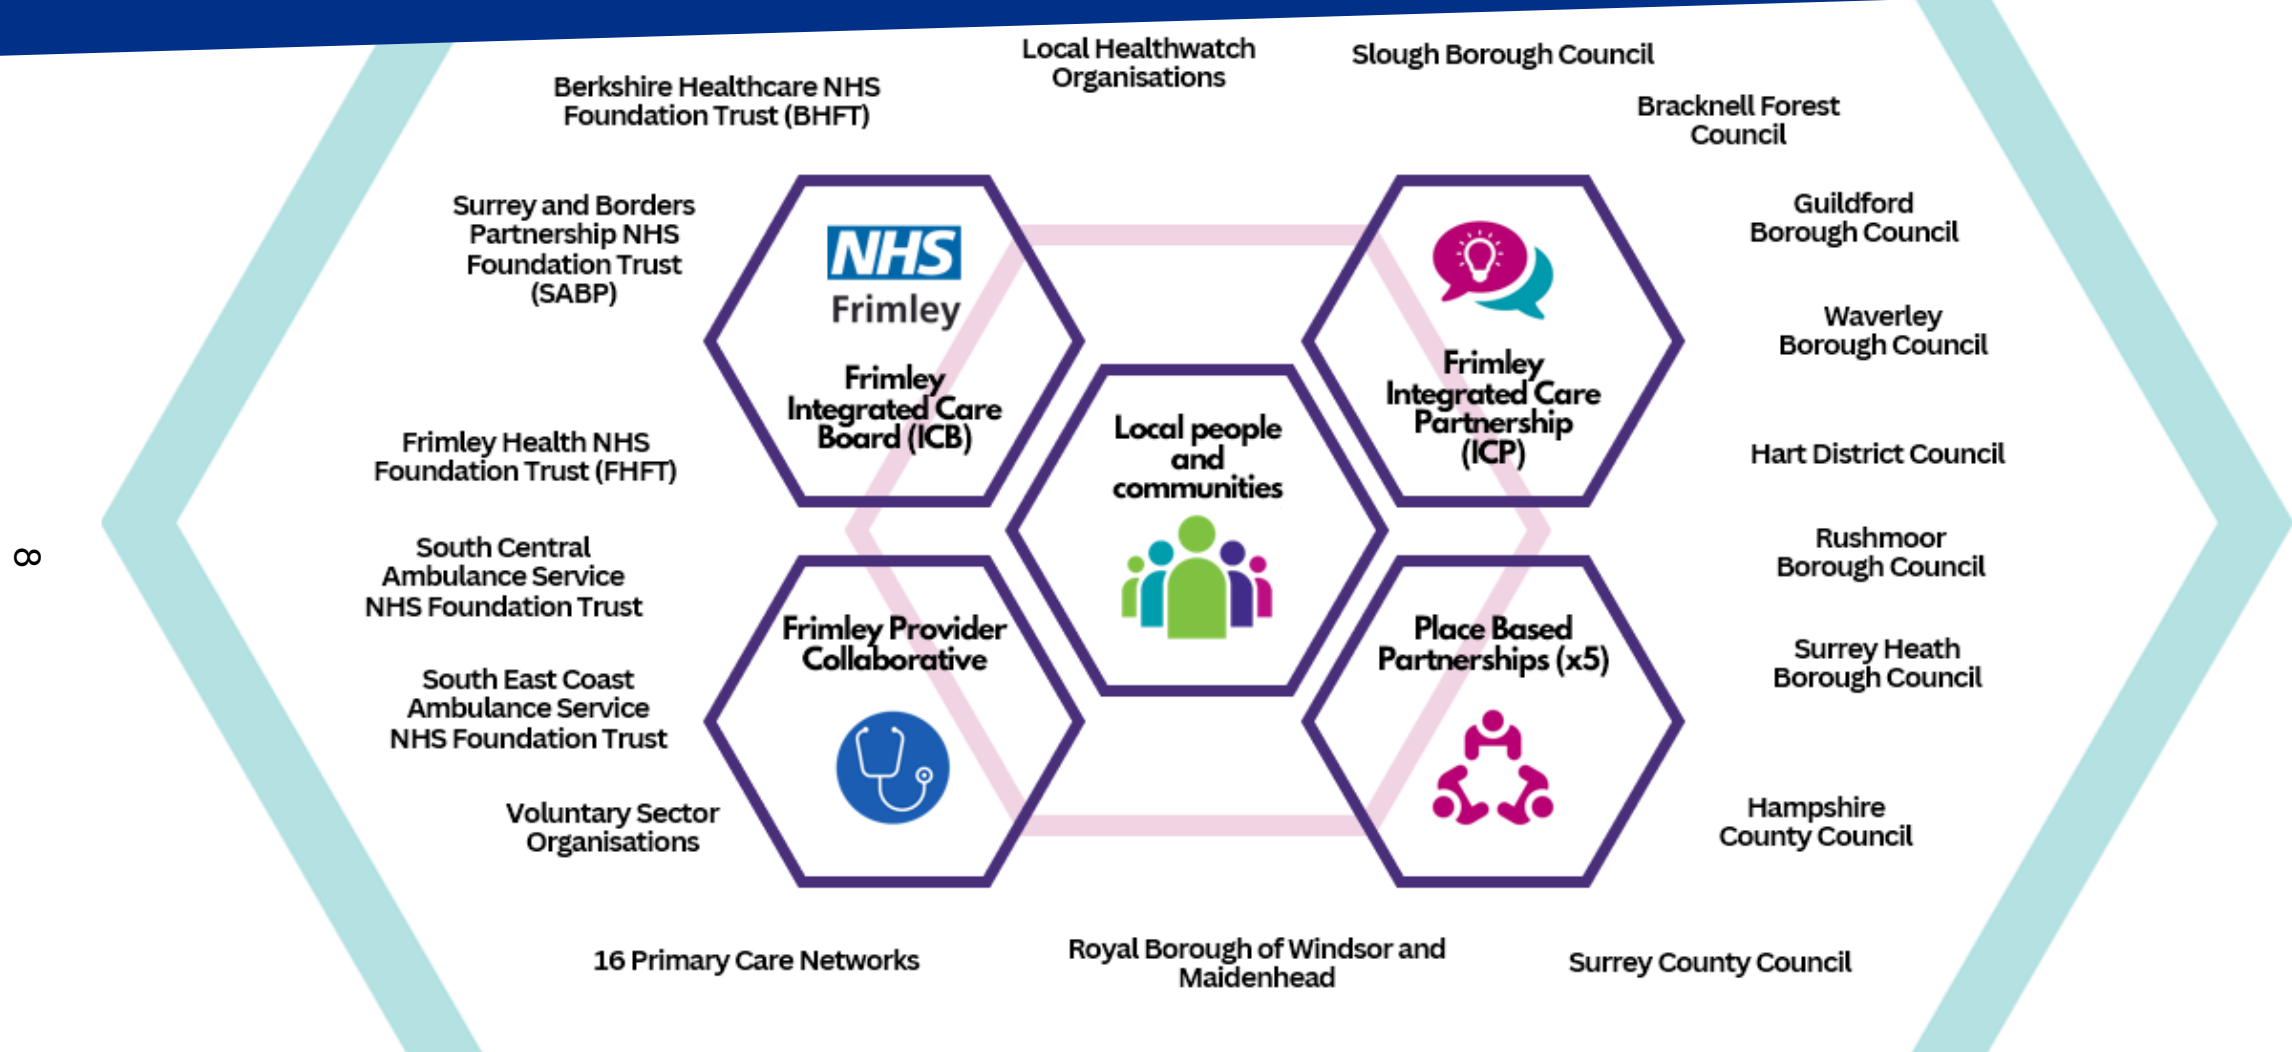 Local Healthwatch
Organisations
Slough Borough Council
Berkshire Healthcare NHS
Foundation Trust (BHFT)
Bracknell Forest
Council
Surrey and Borders
Partnership NHS
Foundation Trust
(SABP)
Guildford
Borough Council
NHS
Frimley
Frimley
Integrated Care
Board (ICB)
Frimley
Integrated Care
Partnership
(ICP)
Waverley
Borough Council
Local people
and
communities
Frimley Health NHS
Foundation Trust (FHFT)
Hart District Council
8
South Central
Ambulance Service
NHS Foundation Trust
Rushmoor
Borough Council
Frimley Provider
Collaborative
Place Based
Partnerships (x5)
Surrey Heath
Borough Council
South East Coast
Ambulance Service
NHS Foundation Trust
Voluntary Sector
Organisations
Hampshire
County Council
16 Primary Care Networks
Royal Borough of Windsor and
Maidenhead
Surrey County Council